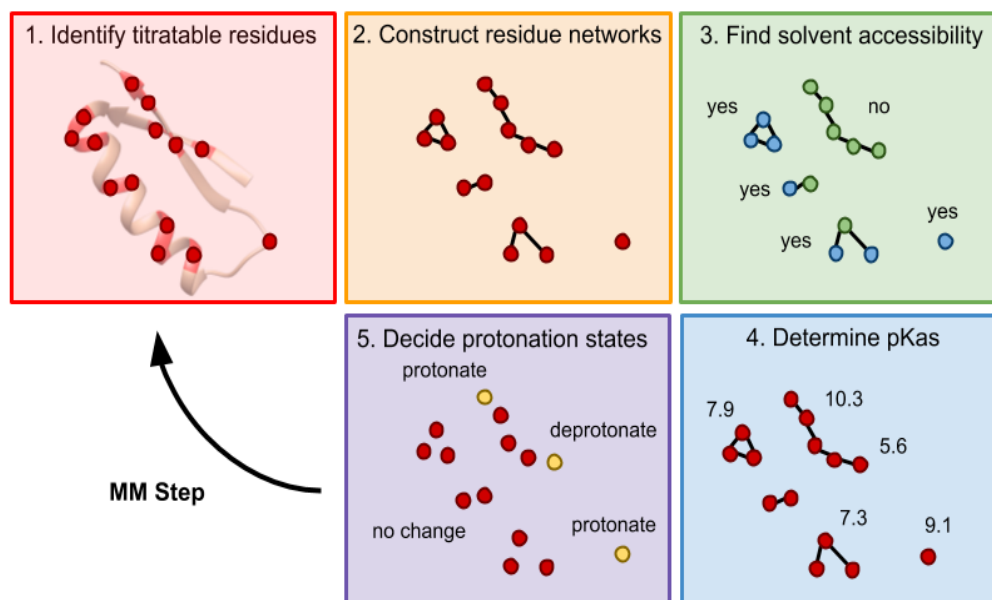 1. Identify titratable residues
2. Construct residue networks
3. Find solvent accessibility
yes
no
yes
yes
yes
MM Step
5. Decide protonation states
protonate
deprotonate
no change
protonate
4. Determine pKas
7.9
10.3
5.6
7.3
9.1